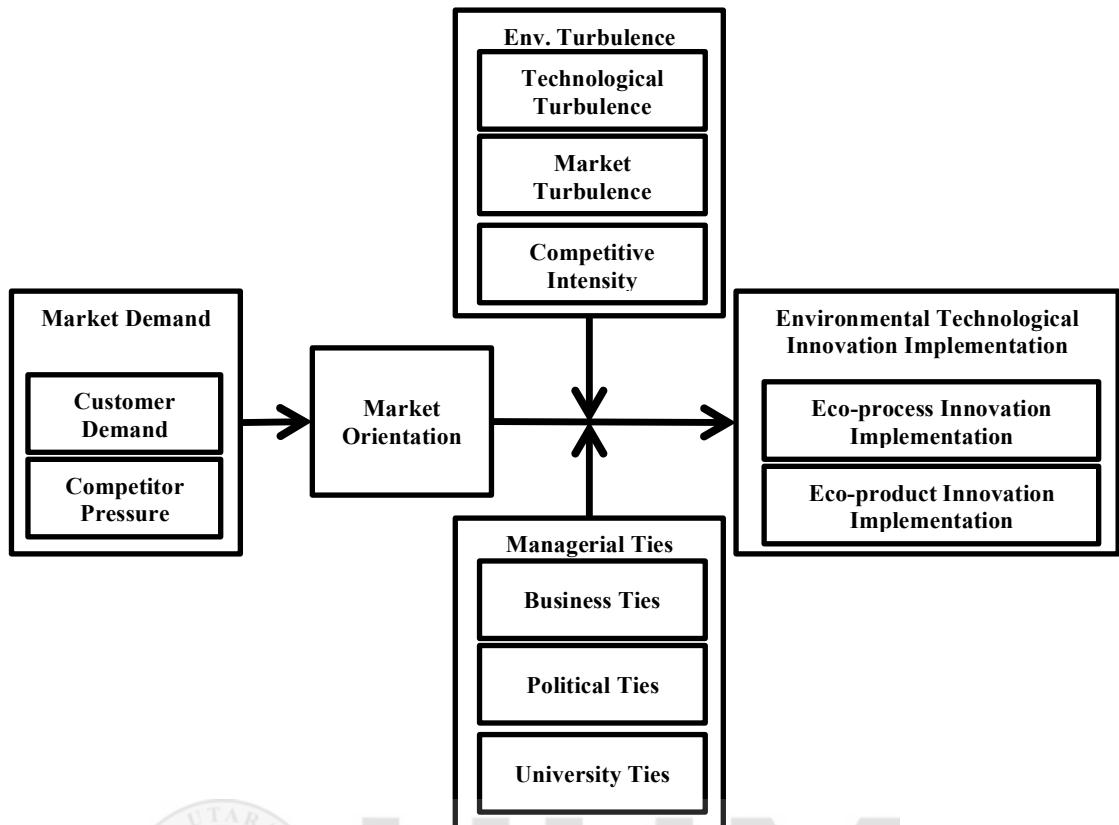 Env. Turbulence
Technological
Turbulence
Market
Turbulence
Competitive
Intensity
Market Demand
Customer
Demand
Competitor
Pressure
Market
Orientation
Environmental Technological
Innovation Implementation
Eco-process Innovation
Implementation
Eco-product Innovation
Implementation
Managerial Ties
Business Ties
Political Ties
University Ties
UTAR